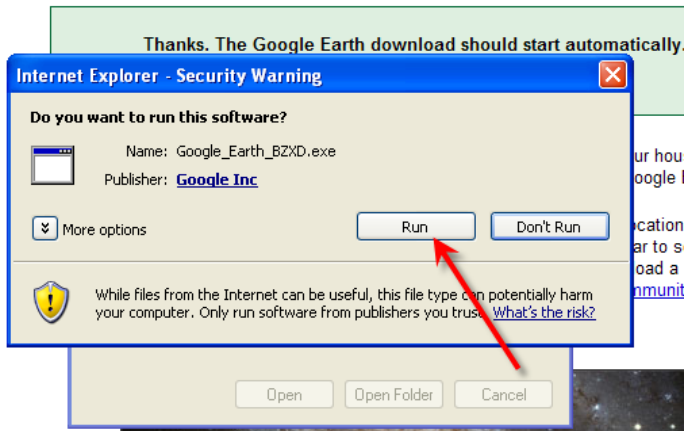 Thanks. The Google Earth download should start automatically.
Internet Explorer - Security Warning
Do you want to run this software?
Name: Google_Earth_BZXD.exe
Publisher: Google Inc
More options
Run
Don't Run
While files from the Internet can be useful, this file type can potentially harm
your computer. Only run software from publishers you trust. What's the risk?
Open
Open Folder
Cancel